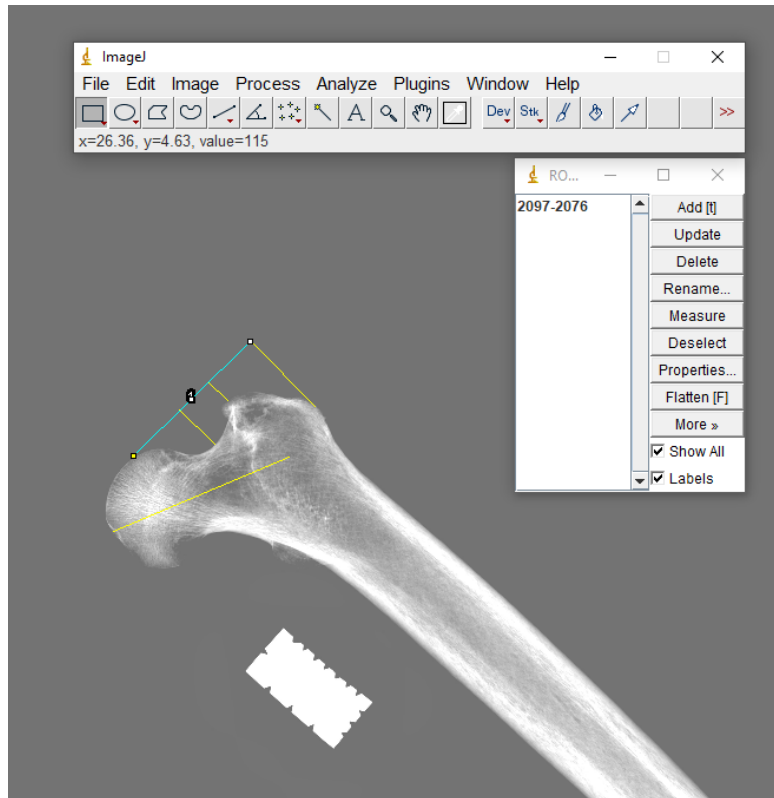 ImageJ
File Edit Image Process Analyze Plugins Window Help
A Dev Stk >>
x=26.36, y=4.63, value=115
RO...
2097-2076
Add [t]
Update
Delete
Rename...
Measure
Deselect
Properties...
Flatten [F]
More »
Show All
Labels
1